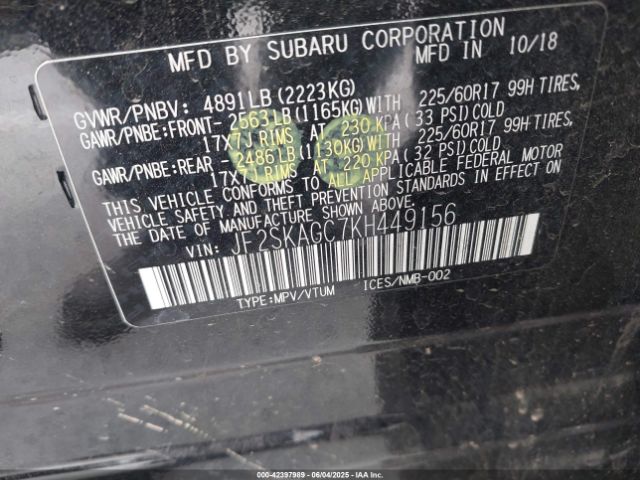 MFD BY SUBARU CORPORATION
MFD IN 10/18
GVWR/PNBV: 4891LB(2223KG)
GAWR/PNBE:FRONT- 2563LB(1165KG)WITH 225/60R17 99H TIRES,
17X7J RIMS AT 230 KPA(33 PSI)COLD
GAWR/PNBE:REAR - 2486LB(1130KG)WITH 225/60R17 99H TIRES,
17X7J RIMS AT 220 KPA(32 PSI)COLD
THIS VEHICLE CONFORMS TO ALL APPLICABLE FEDERAL MOTOR
VEHICLE SAFETY AND THEFT PREVENTION STANDARDS IN EFFECT ON
THIS DATE OF MANUFACTURE SHOWN ABOVE.
VIN: JF2SKAGC7KH449156
TYPE:MPV/VTUM ICES/NMB-002
000-42397989 | 06/04/2025 | IAAI.com